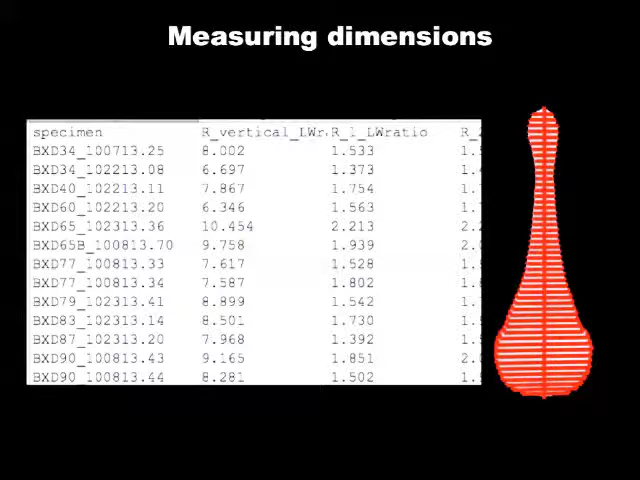 Measuring dimensions
specimen R_vertical_LWr R_1_LWratio
BXD34_100713.25 8.002 1.533
BXD34_102213.08 6.697 1.373
BXD40_102213.11 7.867 1.754
BXD60_102213.20 6.346 1.563
BXD65_102313.36 10.454 2.213
BXD65B_100813.70 9.758 1.939
BXD77_100813.33 7.617 1.528
BXD77_100813.34 7.587 1.802
BXD79_102313.41 8.899 1.542
BXD83_102313.14 8.501 1.730
BXD87_102313.20 7.968 1.392
BXD90_100813.43 9.165 1.851
BXD90_100813.44 8.281 1.502